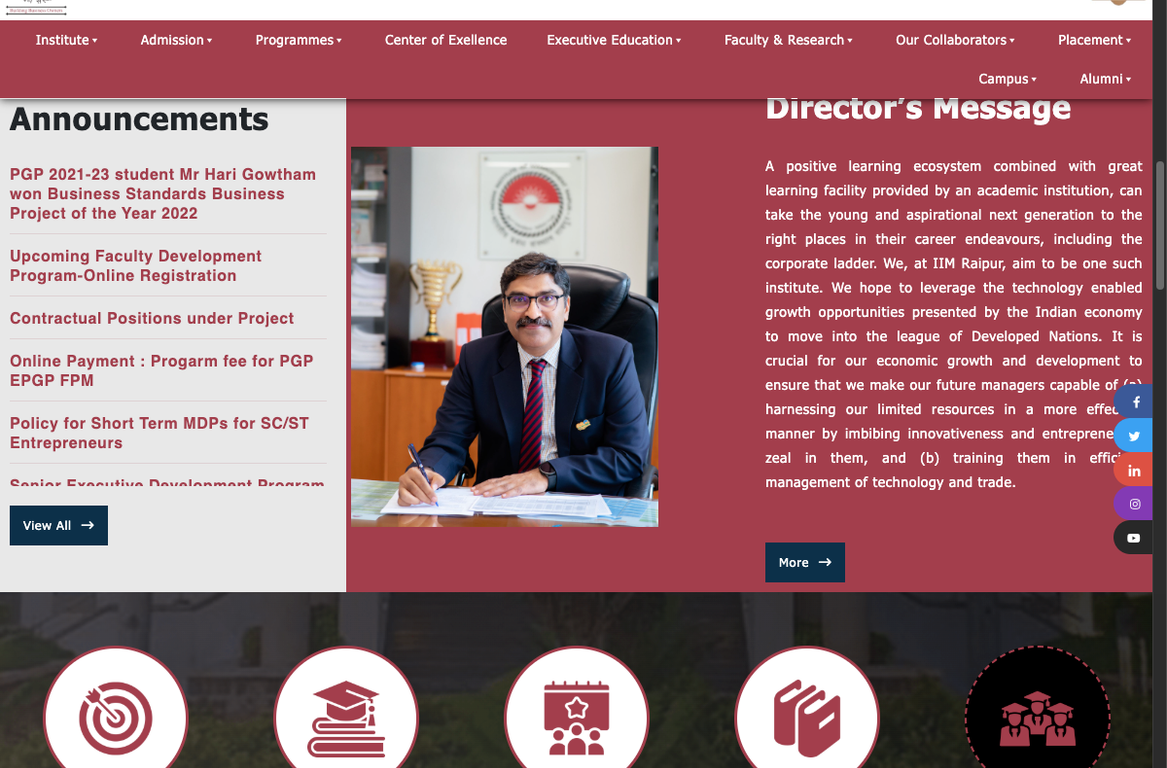 Institute
Admission
Programmes
Center of Exellence
Executive Education
Faculty & Research
Our Collaborators
Placement
Campus
Alumni
Announcements
PGP 2021-23 student Mr Hari Gowtham
won Business Standards Business
Project of the Year 2022
Upcoming Faculty Development
Program-Online Registration
Contractual Positions under Project
Online Payment : Progarm fee for PGP
EPGP FPM
Policy for Short Term MDPs for SC/ST
Entrepreneurs
Senior Executive Development Program
View All
Director's Message
A positive learning ecosystem combined with great
learning facility provided by an academic institution, can
take the young and aspirational next generation to the
right places in their career endeavours, including the
corporate ladder. We, at IIM Raipur, aim to be one such
institute. We hope to leverage the technology enabled
growth opportunities presented by the Indian economy
to move into the league of Developed Nations. It is
crucial for our economic growth and development to
ensure that we make our future managers capable of (a)
harnessing our limited resources in a more
manner by imbibing innovativeness and
zeal in them, and (b) training them in
management of technology and trade.
More